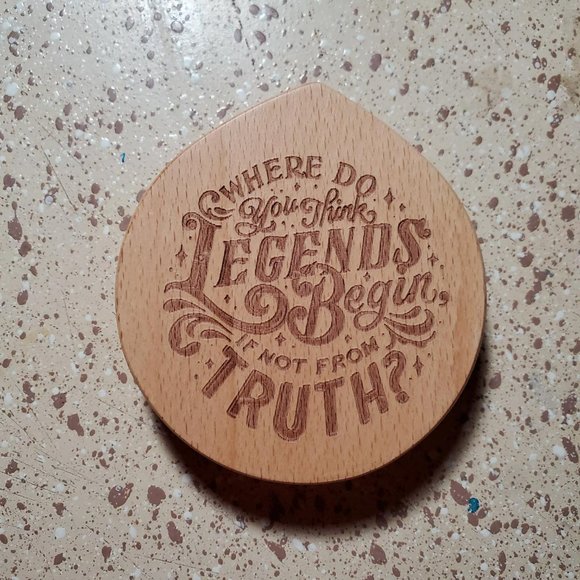 WHERE DO
You Think
LEGENDS
Begin,
IF NOT FROM
TRUTH?